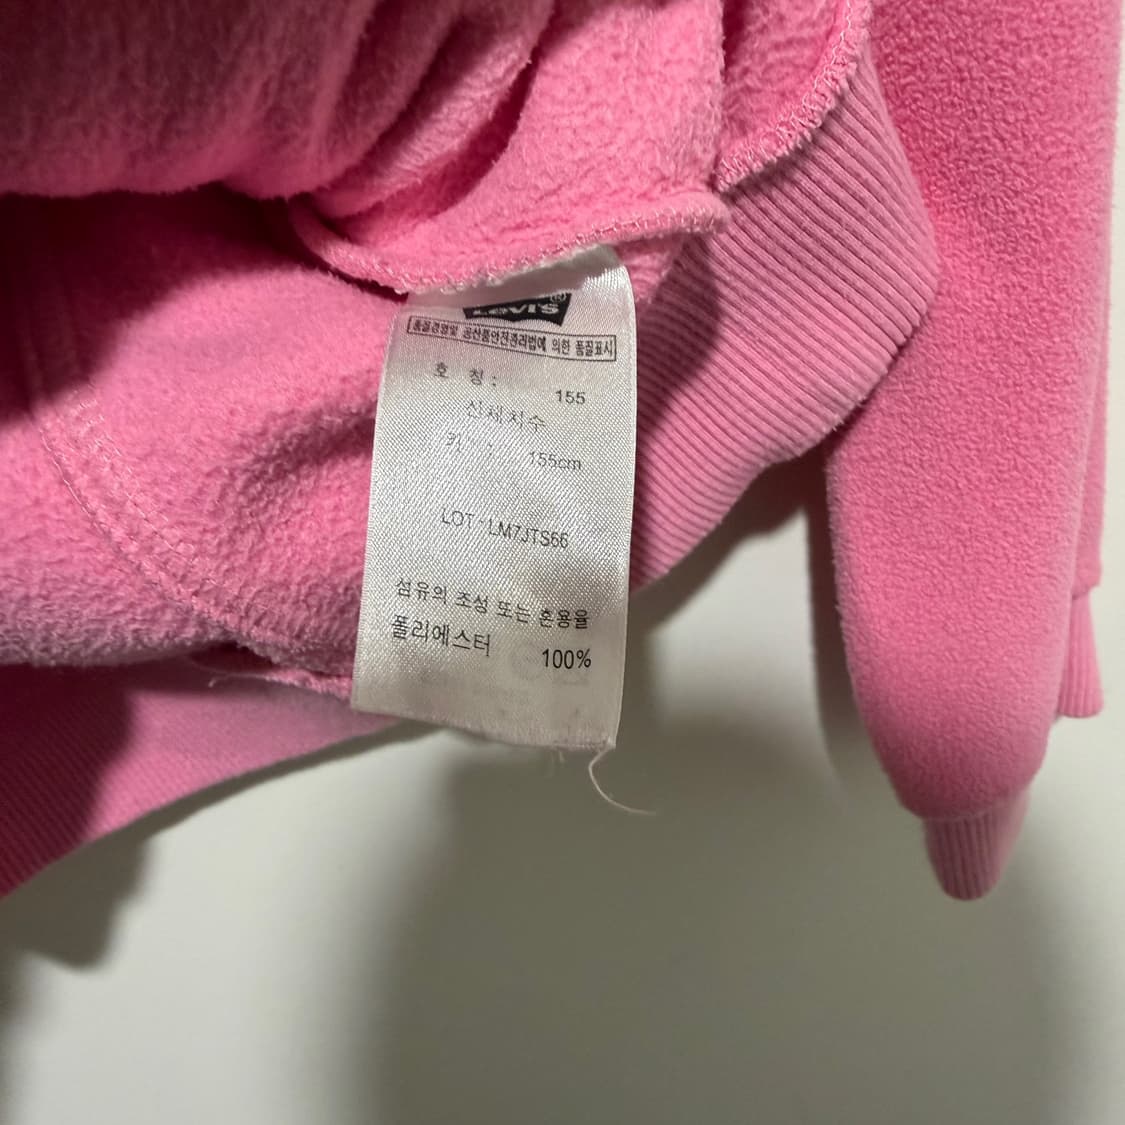 LEVI'S®
품질경영및 공산품안전관리법에 의한 품질표시
호 칭 : 155
신체치수
키 : 155cm
LOT : LM7JTS66
섬유의 조성 또는 혼용율
폴리에스터 100%